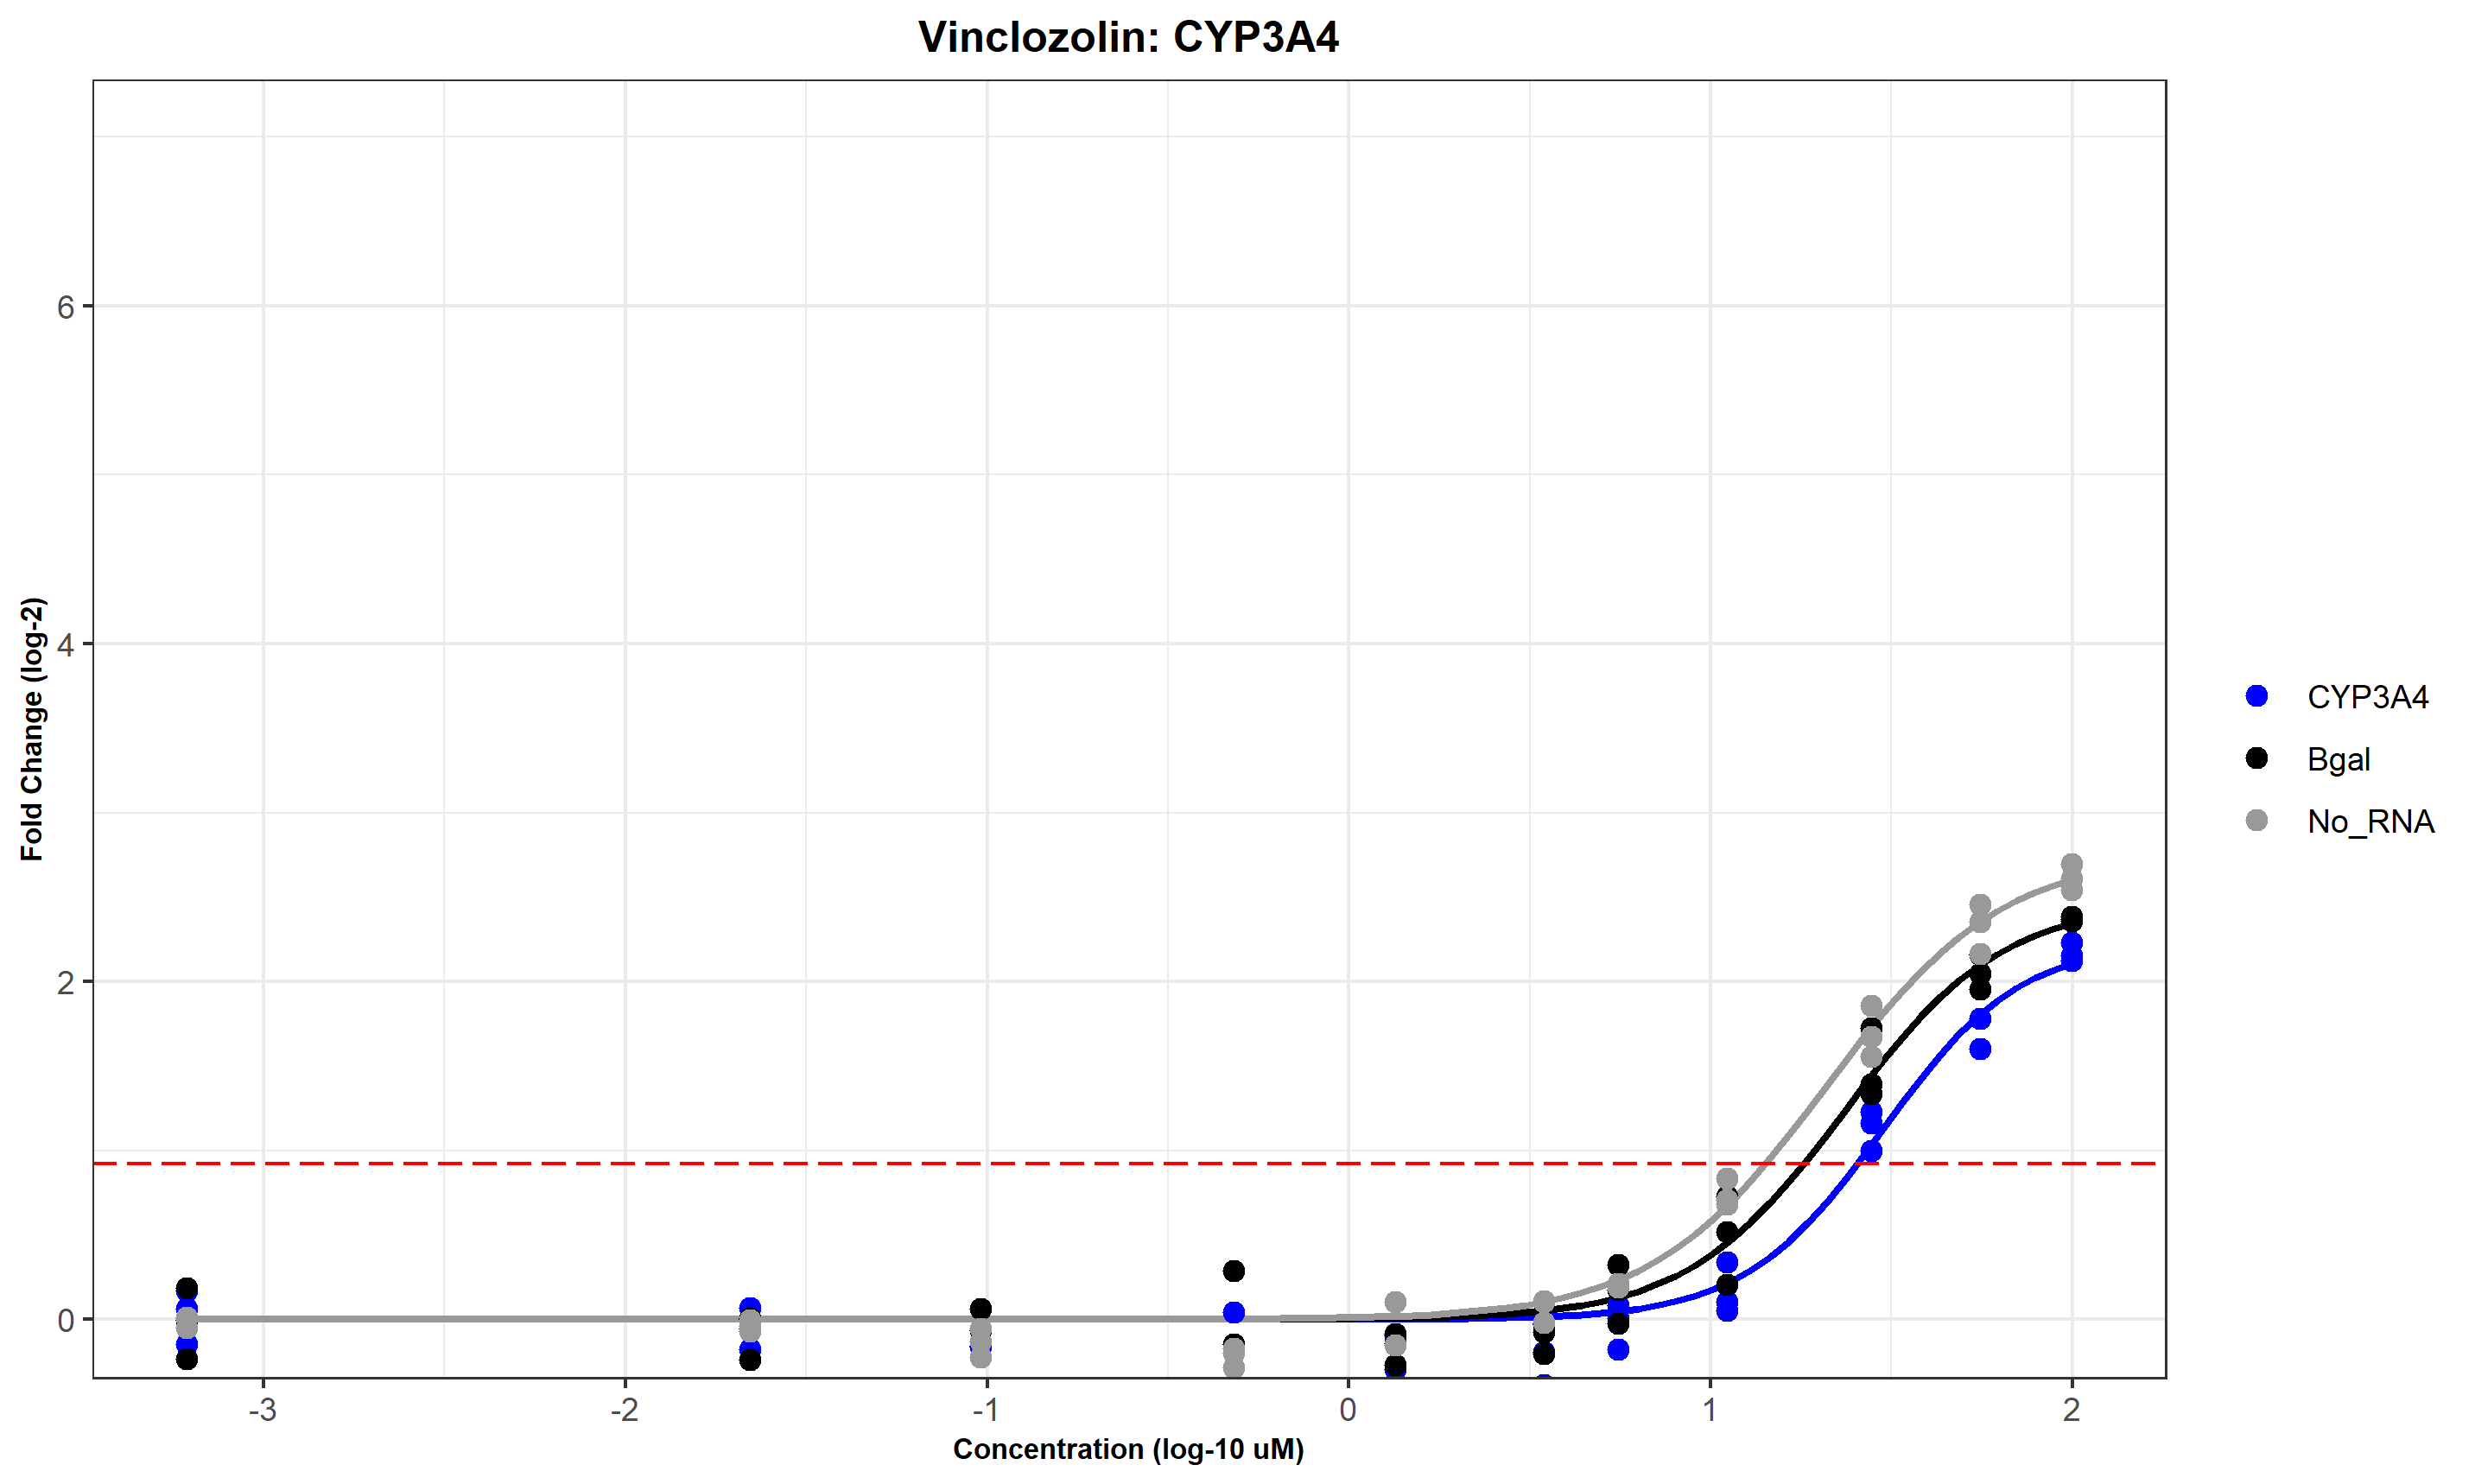 Vinclozolin: CYP3A4
Fold Change (log-2)
6
4
2
0
-3
-2
-1
0
1
2
Concentration (log-10 uM)
CYP3A4
Bgal
No_RNA